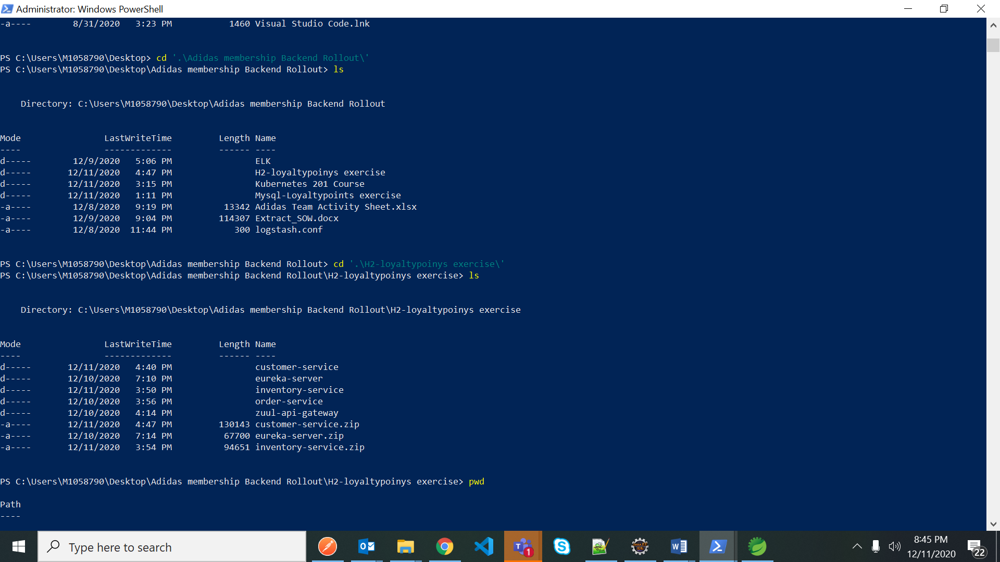 Administrator: Windows PowerShell
-a----        8/31/2020   3:23 PM           1460 Visual Studio Code.lnk
PS C:\Users\M1058790\Desktop> cd '.\Adidas membership Backend Rollout\'
PS C:\Users\M1058790\Desktop\Adidas membership Backend Rollout> ls
    Directory: C:\Users\M1058790\Desktop\Adidas membership Backend Rollout
Mode                LastWriteTime         Length Name
----                -------------         ------ ----
d-----        12/9/2020   5:06 PM                ELK
d-----       12/11/2020   4:47 PM                H2-loyaltypoinys exercise
d-----       12/11/2020   3:15 PM                Kubernetes 201 Course
d-----       12/11/2020   1:11 PM                Mysql-Loyaltypoints exercise
-a----        12/8/2020   9:19 PM          13342 Adidas Team Activity Sheet.xlsx
-a----        12/9/2020   9:04 PM         114307 Extract_SOW.docx
-a----        12/8/2020  11:44 PM            300 logstash.conf
PS C:\Users\M1058790\Desktop\Adidas membership Backend Rollout> cd '.\H2-loyaltypoinys exercise\'
PS C:\Users\M1058790\Desktop\Adidas membership Backend Rollout\H2-loyaltypoinys exercise> ls
    Directory: C:\Users\M1058790\Desktop\Adidas membership Backend Rollout\H2-loyaltypoinys exercise
Mode                LastWriteTime         Length Name
----                -------------         ------ ----
d-----       12/11/2020   4:40 PM                customer-service
d-----       12/10/2020   7:10 PM                eureka-server
d-----       12/11/2020   3:50 PM                inventory-service
d-----       12/10/2020   3:56 PM                order-service
d-----       12/10/2020   4:14 PM                zuul-api-gateway
-a----       12/11/2020   4:47 PM         130143 customer-service.zip
-a----       12/10/2020   7:14 PM          67700 eureka-server.zip
-a----       12/11/2020   3:54 PM          94651 inventory-service.zip
PS C:\Users\M1058790\Desktop\Adidas membership Backend Rollout\H2-loyaltypoinys exercise> pwd
Path
----
Type here to search
1
8:45 PM
12/11/2020
22